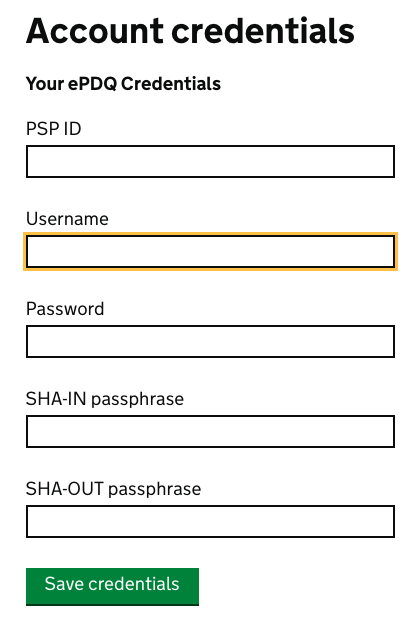 Account credentials
Your ePDQ Credentials
PSP ID
Username
Password
SHA-IN passphrase
SHA-OUT passphrase
Save credentials